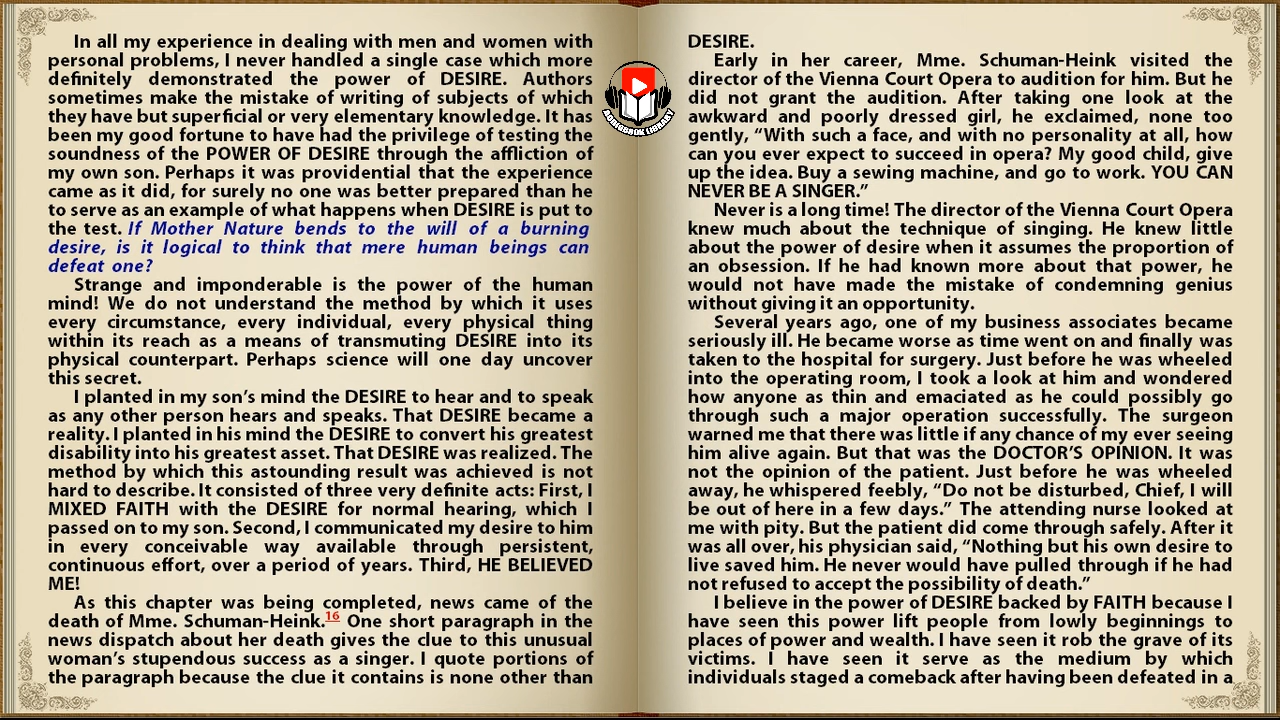 In all my experience in dealing with men and women with
personal problems, I never handled a single case which more
definitely demonstrated the power of DESIRE. Authors
sometimes make the mistake of writing of subjects of which
they have but superficial or very elementary knowledge. It has
been my good fortune to have had the privilege of testing the
soundness of the POWER OF DESIRE through the affliction of
my own son. Perhaps it was providential that the experience
came as it did, for surely no one was better prepared than he
to serve as an example of what happens when DESIRE is put to
the test. If Mother Nature bends to the will of a burning
desire, is it logical to think that mere human beings can
defeat one?
Strange and imponderable is the power of the human
mind! We do not understand the method by which it uses
every circumstance, every individual, every physical thing
within its reach as a means of transmuting DESIRE into its
physical counterpart. Perhaps science will one day uncover
this secret.
I planted in my son's mind the DESIRE to hear and to speak
as any other person hears and speaks. That DESIRE became a
reality. I planted in his mind the DESIRE to convert his greatest
disability into his greatest asset. That DESIRE was realized. The
method by which this astounding result was achieved is not
hard to describe. It consisted of three very definite acts: First, I
MIXED FAITH with the DESIRE for normal hearing, which I
passed on to my son. Second, I communicated my desire to him
in every conceivable way available through persistent,
continuous effort, over a period of years. Third, HE BELIEVED
ME!
As this chapter was being completed, news came of the
death of Mme. Schuman-Heink.16 One short paragraph in the
news dispatch about her death gives the clue to this unusual
woman's stupendous success as a singer. I quote portions of
the paragraph because the clue it contains is none other than
AUDIOBOOK LIBRARY
DESIRE.
Early in her career, Mme. Schuman-Heink visited the
director of the Vienna Court Opera to audition for him. But he
did not grant the audition. After taking one look at the
awkward and poorly dressed girl, he exclaimed, none too
gently, “With such a face, and with no personality at all, how
can you ever expect to succeed in opera? My good child, give
up the idea. Buy a sewing machine, and go to work. YOU CAN
NEVER BE A SINGER.”
Never is a long time! The director of the Vienna Court Opera
knew much about the technique of singing. He knew little
about the power of desire when it assumes the proportion of
an obsession. If he had known more about that power, he
would not have made the mistake of condemning genius
without giving it an opportunity.
Several years ago, one of my business associates became
seriously ill. He became worse as time went on and finally was
taken to the hospital for surgery. Just before he was wheeled
into the operating room, I took a look at him and wondered
how anyone as thin and emaciated as he could possibly go
through such a major operation successfully. The surgeon
warned me that there was little if any chance of my ever seeing
him alive again. But that was the DOCTOR'S OPINION. It was
not the opinion of the patient. Just before he was wheeled
away, he whispered feebly, “Do not be disturbed, Chief, I will
be out of here in a few days.” The attending nurse looked at
me with pity. But the patient did come through safely. After it
was all over, his physician said, “Nothing but his own desire to
live saved him. He never would have pulled through if he had
not refused to accept the possibility of death.”
I believe in the power of DESIRE backed by FAITH because I
have seen this power lift people from lowly beginnings to
places of power and wealth. I have seen it rob the grave of its
victims. I have seen it serve as the medium by which
individuals staged a comeback after having been defeated in a